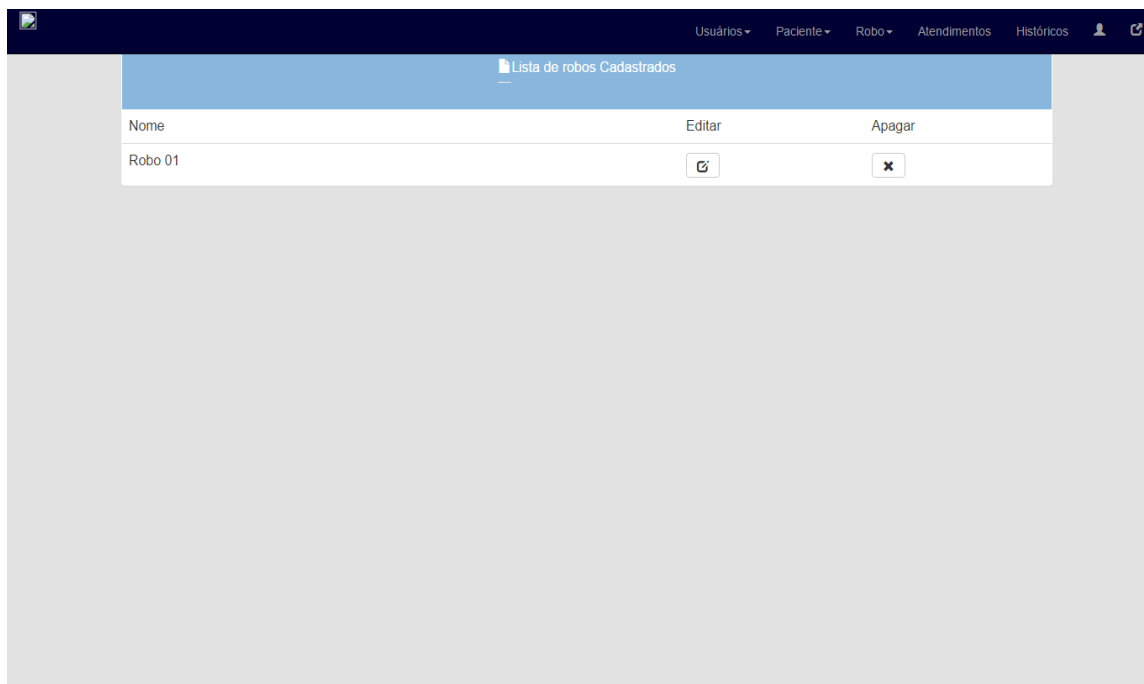 Usuários Paciente Robo Atendimentos Históricos
Lista de robos Cadastrados
Nome Editar Apagar
Robo 01